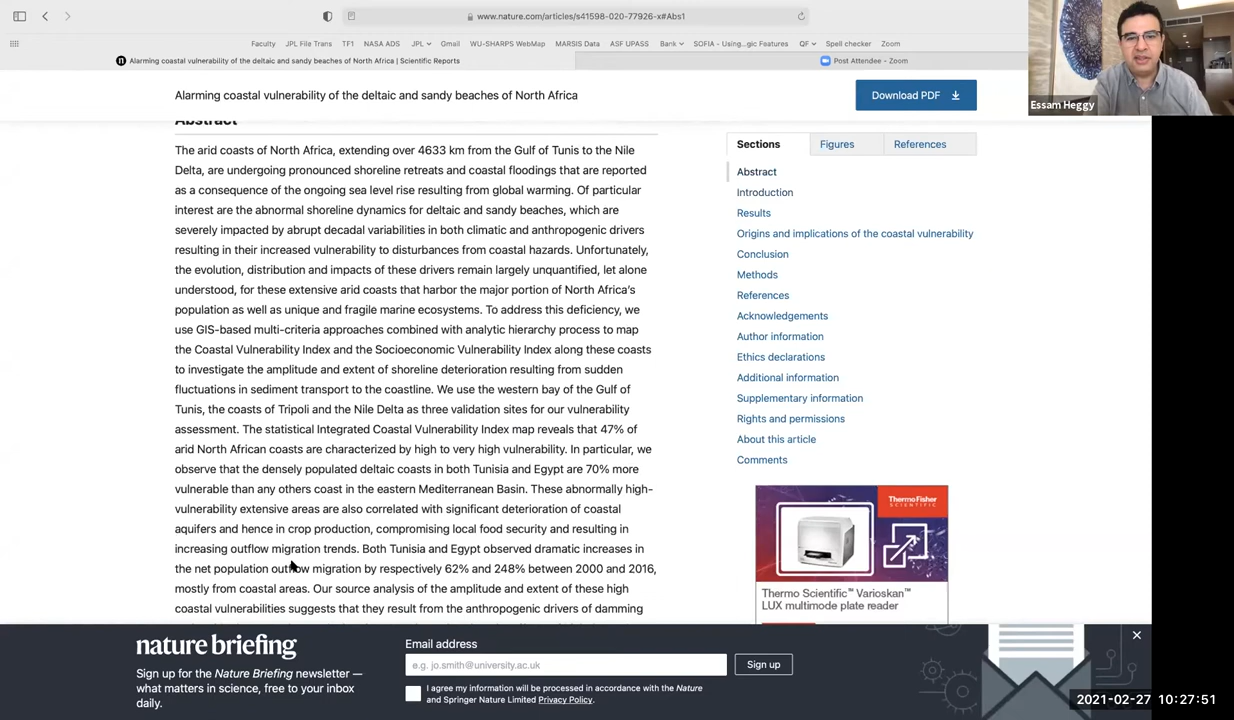 www.nature.com/articles/s41598-020-77926-x#Abs1
Faculty JPL File Trans TF1 NASA ADS JPL Gmail WU-SHARPS WebMap MARSIS Data ASF UPASS Bank SOFIA - Using...gic Features QF Spell checker Zoom
Alarming coastal vulnerability of the deltaic and sandy beaches of North Africa | Scientific Reports
Post Attendee - Zoom
Essam Heggy
Alarming coastal vulnerability of the deltaic and sandy beaches of North Africa
Download PDF
Abstract
The arid coasts of North Africa, extending over 4633 km from the Gulf of Tunis to the Nile
Delta, are undergoing pronounced shoreline retreats and coastal floodings that are reported
as a consequence of the ongoing sea level rise resulting from global warming. Of particular
interest are the abnormal shoreline dynamics for deltaic and sandy beaches, which are
severely impacted by abrupt decadal variabilities in both climatic and anthropogenic drivers
resulting in their increased vulnerability to disturbances from coastal hazards. Unfortunately,
the evolution, distribution and impacts of these drivers remain largely unquantified, let alone
understood, for these extensive arid coasts that harbor the major portion of North Africa's
population as well as unique and fragile marine ecosystems. To address this deficiency, we
use GIS-based multi-criteria approaches combined with analytic hierarchy process to map
the Coastal Vulnerability Index and the Socioeconomic Vulnerability Index along these coasts
to investigate the amplitude and extent of shoreline deterioration resulting from sudden
fluctuations in sediment transport to the coastline. We use the western bay of the Gulf of
Tunis, the coasts of Tripoli and the Nile Delta as three validation sites for our vulnerability
assessment. The statistical Integrated Coastal Vulnerability Index map reveals that 47% of
arid North African coasts are characterized by high to very high vulnerability. In particular, we
observe that the densely populated deltaic coasts in both Tunisia and Egypt are 70% more
vulnerable than any others coast in the eastern Mediterranean Basin. These abnormally high-
vulnerability extensive areas are also correlated with significant deterioration of coastal
aquifers and hence in crop production, compromising local food security and resulting in
increasing outflow migration trends. Both Tunisia and Egypt observed dramatic increases in
the net population outflow migration by respectively 62% and 248% between 2000 and 2016,
mostly from coastal areas. Our source analysis of the amplitude and extent of these high
coastal vulnerabilities suggests that they result from the anthropogenic drivers of damming
Sections Figures References
Abstract
Introduction
Results
Origins and implications of the coastal vulnerability
Conclusion
Methods
References
Acknowledgements
Author information
Ethics declarations
Additional information
Supplementary information
Rights and permissions
About this article
Comments
ThermoFisher
SCIENTIFIC
Thermo Scientific™ Varioskan™
LUX multimode plate reader
nature briefing
Sign up for the Nature Briefing newsletter —
what matters in science, free to your inbox
daily.
Email address
e.g. jo.smith@university.ac.uk
Sign up
I agree my information will be processed in accordance with the Nature
and Springer Nature Limited Privacy Policy.
2021-02-27 10:27:51